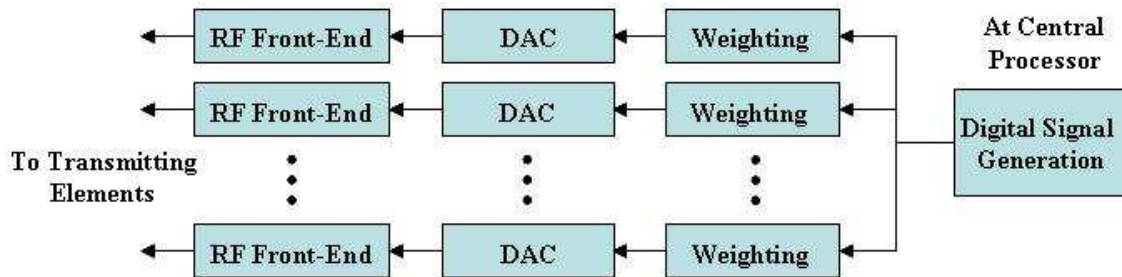 RF Front-End DAC Weighting
At Central
Processor
RF Front-End DAC Weighting
Digital Signal
Generation
To Transmitting
Elements
RF Front-End DAC Weighting